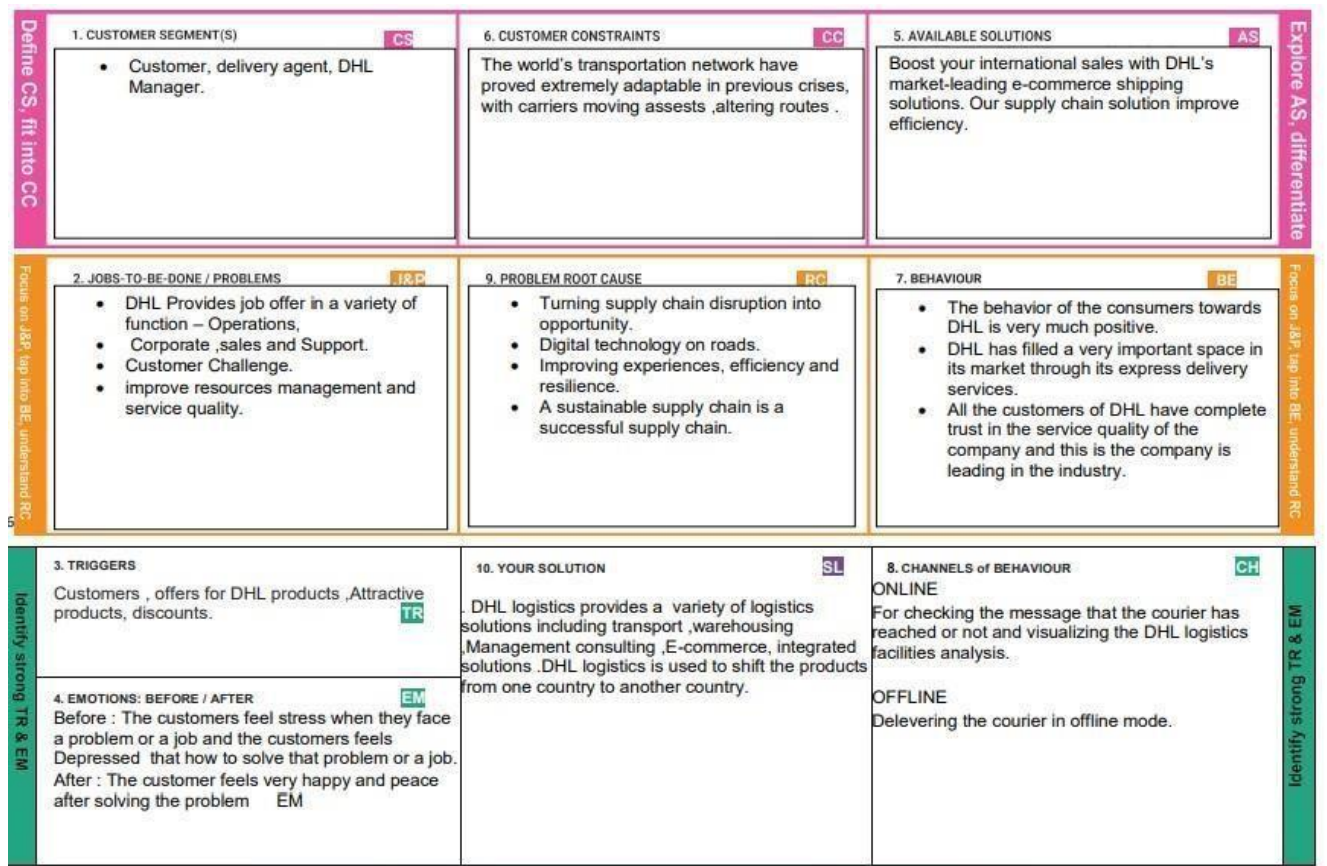 Define CS, fit into CC
1. CUSTOMER SEGMENT(S)
CS
• Customer, delivery agent, DHL
Manager.
6. CUSTOMER CONSTRAINTS
CC
The world's transportation network have
proved extremely adaptable in previous crises,
with carriers moving assests ,altering routes .
5. AVAILABLE SOLUTIONS
AS
Boost your international sales with DHL's
market-leading e-commerce shipping
solutions. Our supply chain solution improve
efficiency.
Explore AS, differentiate
Focus on J&P, tap into BE, understand RC
2. JOBS-TO-BE-DONE / PROBLEMS
J&P
• DHL Provides job offer in a variety of
function – Operations,
• Corporate ,sales and Support.
• Customer Challenge.
• improve resources management and
service quality.
9. PROBLEM ROOT CAUSE
RC
• Turning supply chain disruption into
opportunity.
• Digital technology on roads.
• Improving experiences, efficiency and
resilience.
• A sustainable supply chain is a
successful supply chain.
7. BEHAVIOUR
BE
• The behavior of the consumers towards
DHL is very much positive.
• DHL has filled a very important space in
its market through its express delivery
services.
• All the customers of DHL have complete
trust in the service quality of the
company and this is the company is
leading in the industry.
Focus on J&P, tap into BE, understand RC
Identify strong TR & EM
3. TRIGGERS
Customers , offers for DHL products ,Attractive
products, discounts.
TR
4. EMOTIONS: BEFORE / AFTER
EM
Before : The customers feel stress when they face
a problem or a job and the customers feels
Depressed that how to solve that problem or a job.
After : The customer feels very happy and peace
after solving the problem EM
10. YOUR SOLUTION
SL
. DHL logistics provides a variety of logistics
solutions including transport ,warehousing
,Management consulting ,E-commerce, integrated
solutions .DHL logistics is used to shift the products
from one country to another country.
8. CHANNELS of BEHAVIOUR
CH
ONLINE
For checking the message that the courier has
reached or not and visualizing the DHL logistics
facilities analysis.
OFFLINE
Delevering the courier in offline mode.
Identify strong TR & EM